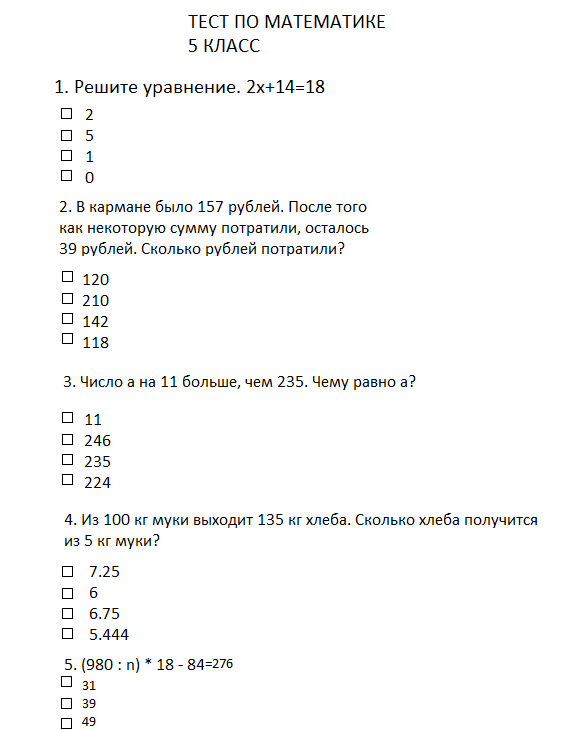 ТЕСТ ПО МАТЕМАТИКЕ
5 КЛАСС
1. Решите уравнение. 2х+14=18
2
5
1
0
2. В кармане было 157 рублей. После того
как некоторую сумму потратили, осталось
39 рублей. Сколько рублей потратили?
120
210
142
118
3. Число а на 11 больше, чем 235. Чему равно а?
11
246
235
224
4. Из 100 кг муки выходит 135 кг хлеба. Сколько хлеба получится
из 5 кг муки?
7.25
6
6.75
5.444
5. (980 : n) * 18 - 84=276
31
39
49